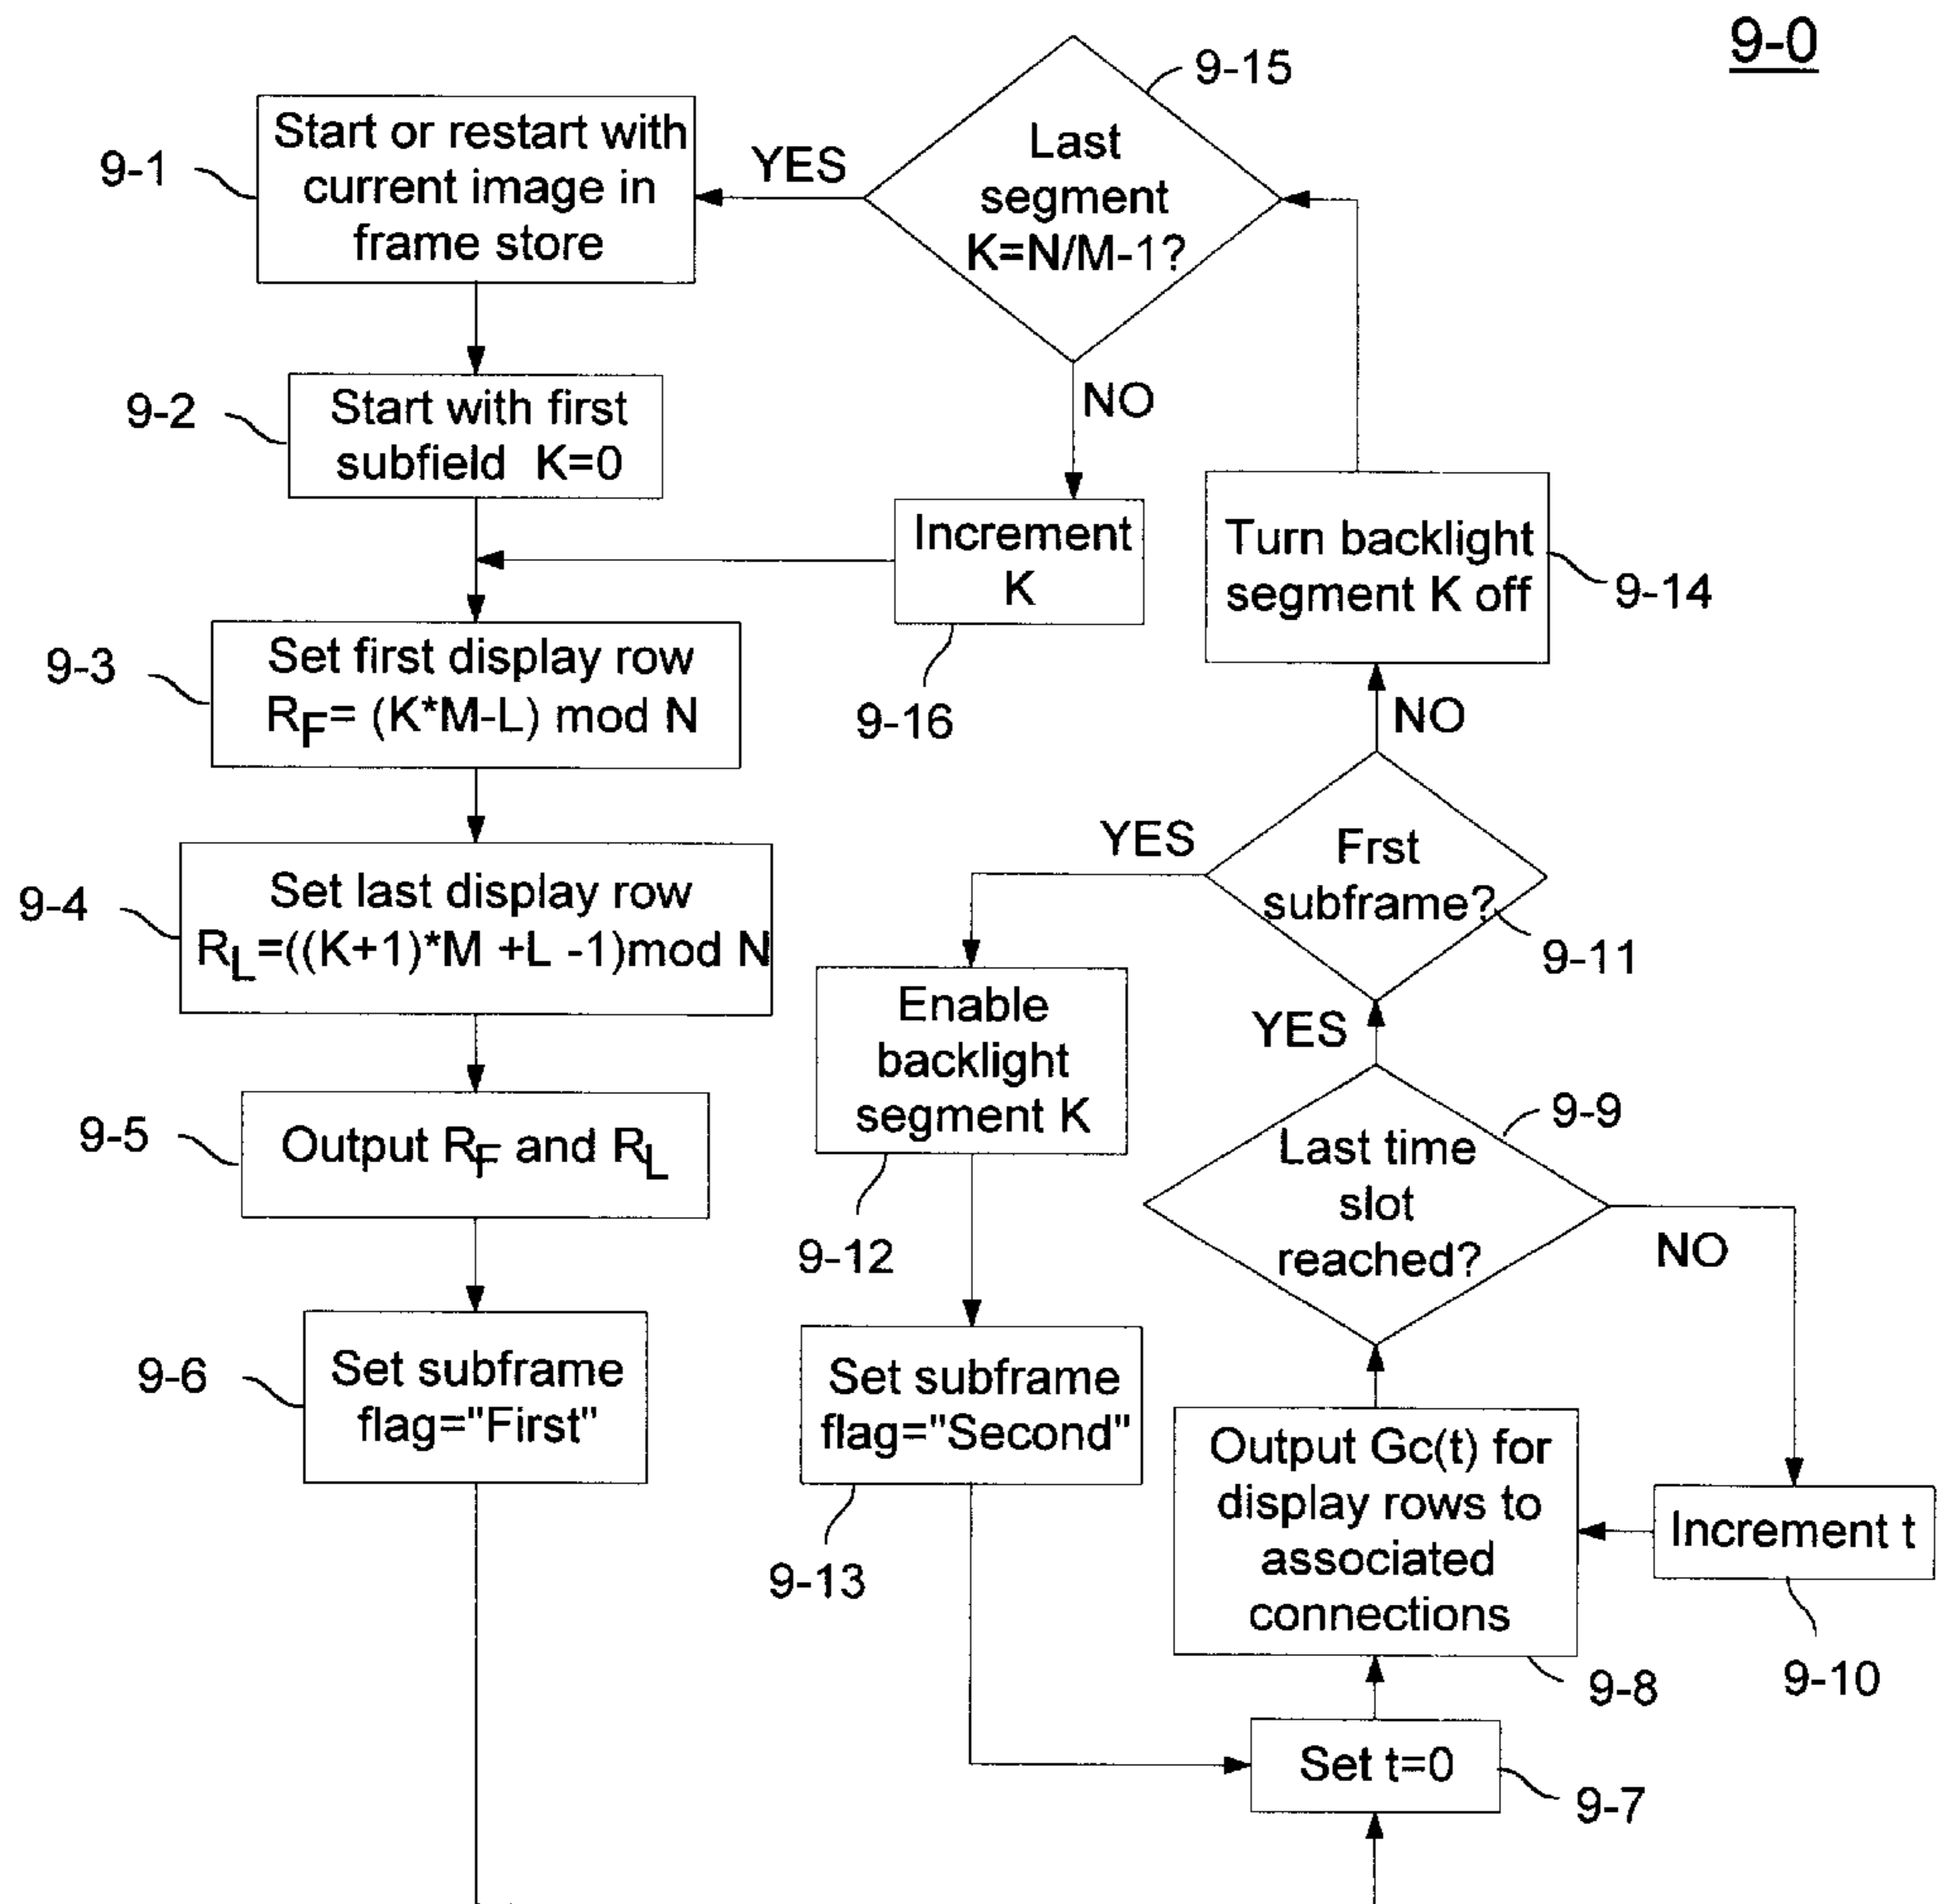 9-0
9-15
Last
segment
K=N/M-1?
YES
NO
9-1
Start or restart with
current image in
frame store
9-2
Start with first
subfield K=0
Increment
K
9-16
Turn backlight
segment K off
9-14
9-3
Set first display row
RF= (K*M-L) mod N
NO
9-4
Set last display row
RL=((K+1)*M +L -1)mod N
YES
Frst
subframe?
9-11
Enable
backlight
segment K
9-12
YES
9-5
Output RF and RL
9-9
Last time
slot
reached?
NO
9-6
Set subframe
flag="First"
Set subframe
flag="Second"
9-13
Output Gc(t) for
display rows to
associated
connections
9-8
Increment t
9-10
Set t=0
9-7